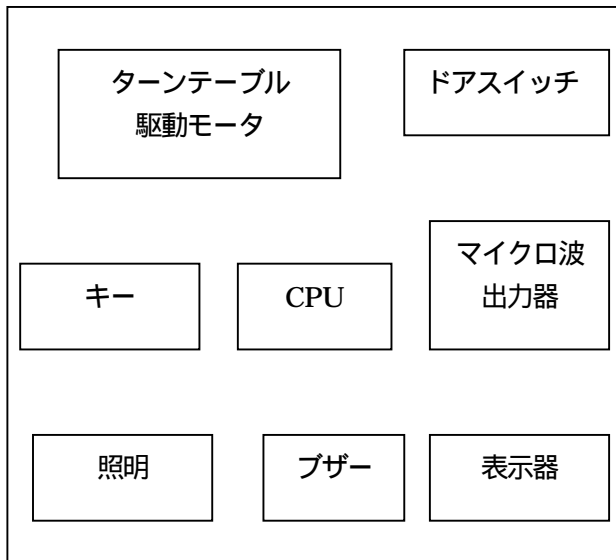 ターンテーブル
駆動モータ
ドアスイッチ
マイクロ波
出力器
キー
CPU
照明
ブザー
表示器